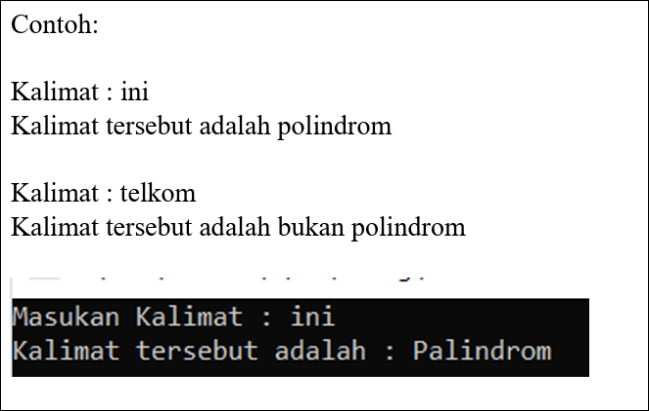 Contoh:
Kalimat : ini
Kalimat tersebut adalah polindrom
Kalimat : telkom
Kalimat tersebut adalah bukan polindrom
Masukan Kalimat : ini
Kalimat tersebut adalah : Palindrom